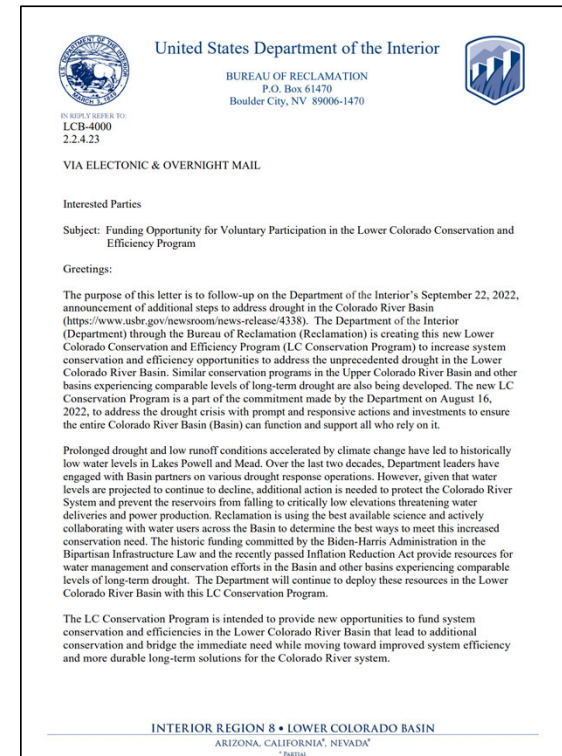 U.S. DEPARTMENT OF THE INTERIOR
MARCH 3, 1849
United States Department of the Interior
BUREAU OF RECLAMATION
P.O. Box 61470
Boulder City, NV 89006-1470
IN REPLY REFER TO:
LCB-4000
2.2.4.23
VIA ELECTONIC & OVERNIGHT MAIL
Interested Parties
Subject: Funding Opportunity for Voluntary Participation in the Lower Colorado Conservation and
Efficiency Program
Greetings:
The purpose of this letter is to follow-up on the Department of the Interior's September 22, 2022,
announcement of additional steps to address drought in the Colorado River Basin
(https://www.usbr.gov/newsroom/news-release/4338). The Department of the Interior
(Department) through the Bureau of Reclamation (Reclamation) is creating this new Lower
Colorado Conservation and Efficiency Program (LC Conservation Program) to increase system
conservation and efficiency opportunities to address the unprecedented drought in the Lower
Colorado River Basin. Similar conservation programs in the Upper Colorado River Basin and other
basins experiencing comparable levels of long-term drought are also being developed. The new LC
Conservation Program is a part of the commitment made by the Department on August 16,
2022, to address the drought crisis with prompt and responsive actions and investments to ensure
the entire Colorado River Basin (Basin) can function and support all who rely on it.
Prolonged drought and low runoff conditions accelerated by climate change have led to historically
low water levels in Lakes Powell and Mead. Over the last two decades, Department leaders have
engaged with Basin partners on various drought response operations. However, given that water
levels are projected to continue to decline, additional action is needed to protect the Colorado River
System and prevent the reservoirs from falling to critically low elevations threatening water
deliveries and power production. Reclamation is using the best available science and actively
collaborating with water users across the Basin to determine the best ways to meet this increased
conservation need. The historic funding committed by the Biden-Harris Administration in the
Bipartisan Infrastructure Law and the recently passed Inflation Reduction Act provide resources for
water management and conservation efforts in the Basin and other basins experiencing comparable
levels of long-term drought. The Department will continue to deploy these resources in the Lower
Colorado River Basin with this LC Conservation Program.
The LC Conservation Program is intended to provide new opportunities to fund system
conservation and efficiencies in the Lower Colorado River Basin that lead to additional
conservation and bridge the immediate need while moving toward improved system efficiency
and more durable long-term solutions for the Colorado River system.
INTERIOR REGION 8 • LOWER COLORADO BASIN
ARIZONA, CALIFORNIA*, NEVADA*
* PARTIAL